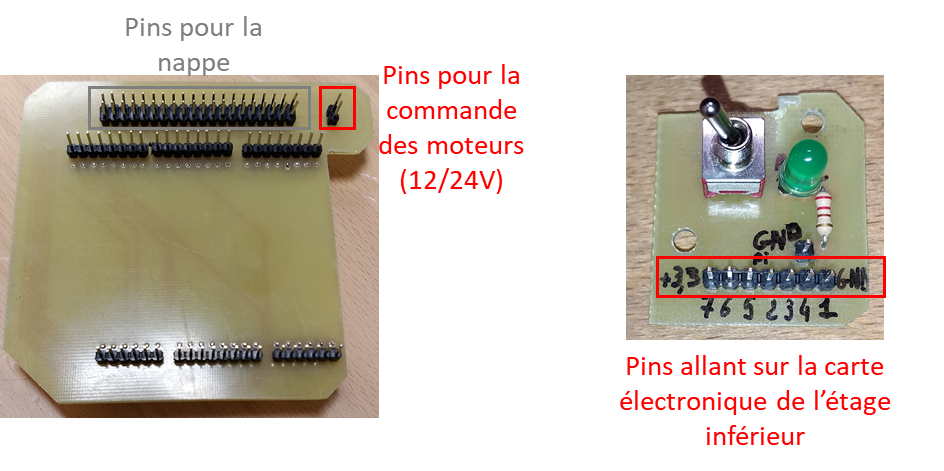 Pins pour la
nappe
Pins pour la
commande
des moteurs
(12/24V)
GND
Pi
+3,3
GND
7 6 5 2 3 4 1
Pins allant sur la carte
électronique de l’étage
inférieur